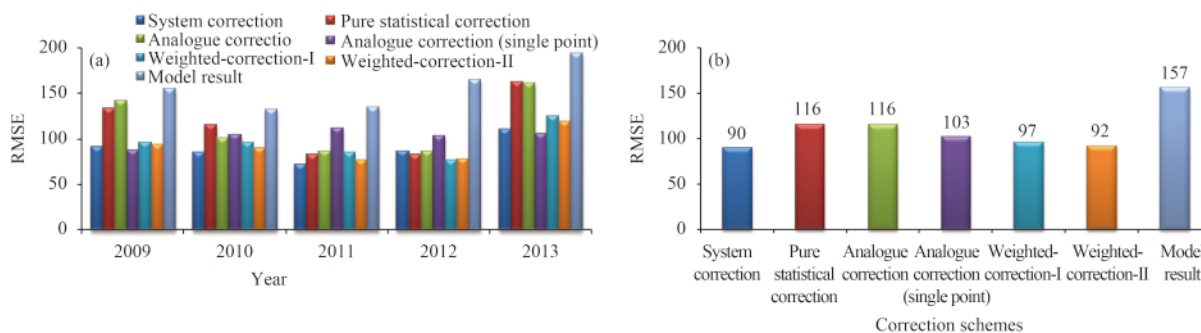 System correction
Pure statistical correction
Analogue correctio
Analogue correction (single point)
Weighted-correction-I
Weighted-correction-II
Model result
(a)
RMSE
200
150
100
50
0
2009 2010 2011 2012 2013
Year
(b)
RMSE
200
150
100
50
0
90 116 116 103 97 92 157
System
correction
Pure
statistical
correction
Analogue
correction
Analogue
correction
(single point)
Weighted-
correction-I
Weighted-
correction-II
Model
result
Correction schemes